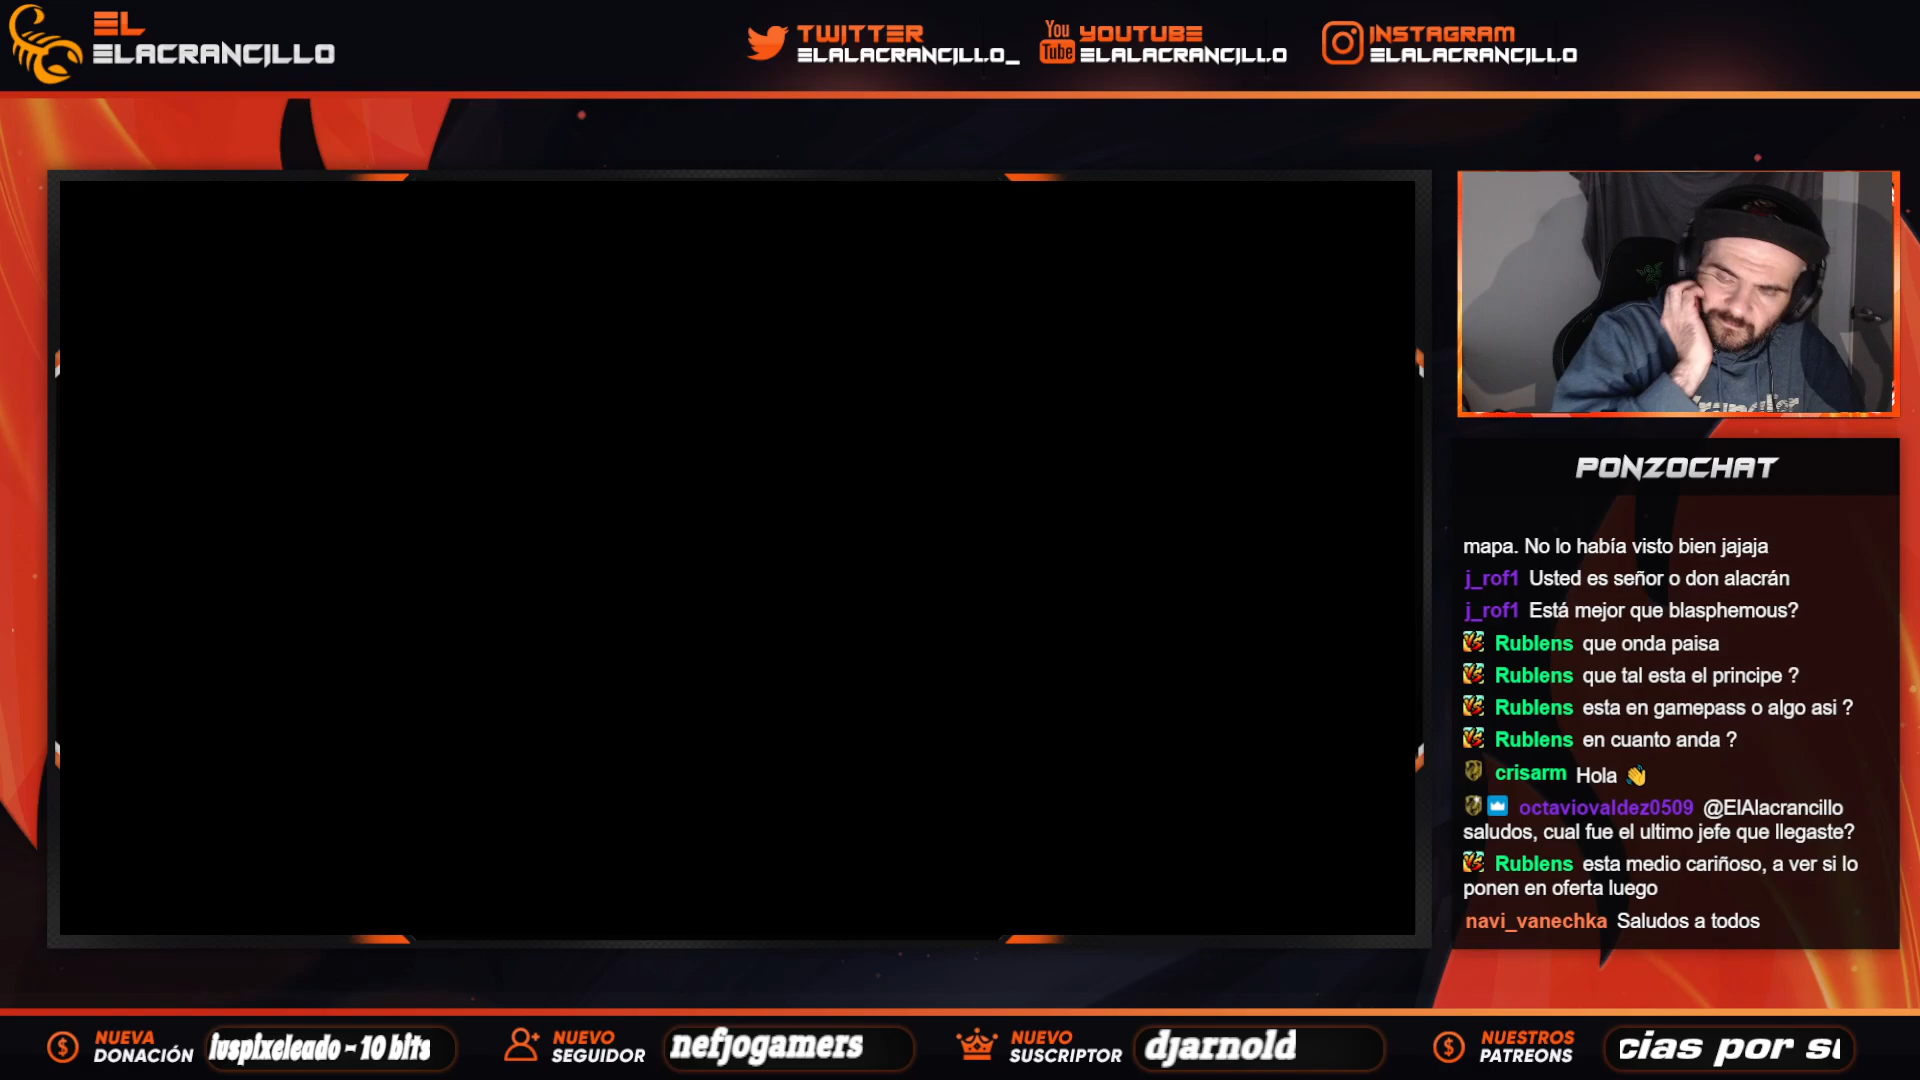 EL
ELACRANCILLO
TWITTER
ELALACRANCILLO_
You
Tube
YOUTUBE
ELALACRANCILLO
INSTAGRAM
ELALACRANCILLO
PONZOCHAT
mapa. No lo había visto bien jajaja
j_rof1 Usted es señor o don alacrán
j_rof1 Está mejor que blasphemous?
Rublens que onda paisa
Rublens que tal esta el principe ?
Rublens esta en gamepass o algo asi ?
Rublens en cuanto anda ?
crisarm Hola 👋
octaviovaldez0509 @ElAlacrancillo
saludos, cual fue el ultimo jefe que llegaste?
Rublens esta medio cariñoso, a ver si lo
ponen en oferta luego
navi_vanechka Saludos a todos
NUEVA
DONACIÓN
luspixeleado - 10 bits
NUEVO
SEGUIDOR
nefjogamers
NUEVO
SUSCRIPTOR
djarnold
NUESTROS
PATREONS
cias por su